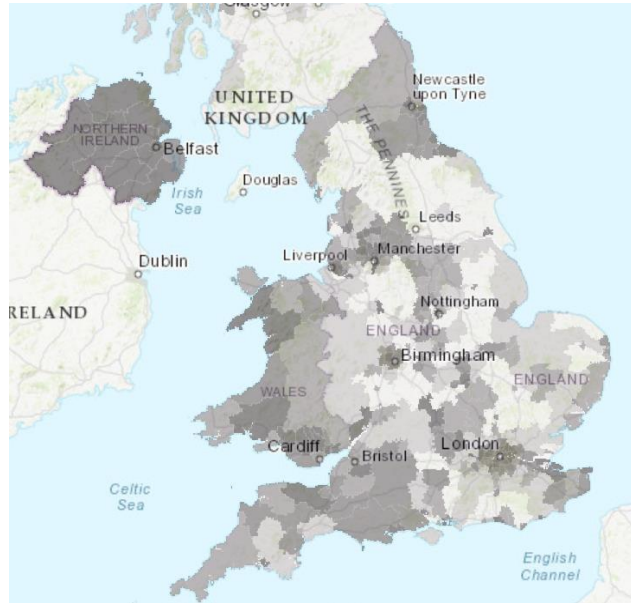 Glasgow
Newcastle
upon Tyne
UNITED
KINGDOM
NORTHERN
IRELAND
Belfast
THE PENNINES
Douglas
Irish
Sea
Leeds
Dublin
Liverpool
Manchester
IRELAND
Nottingham
ENGLAND
Birmingham
ENGLAND
WALES
Cardiff
London
Bristol
Celtic
Sea
English
Channel